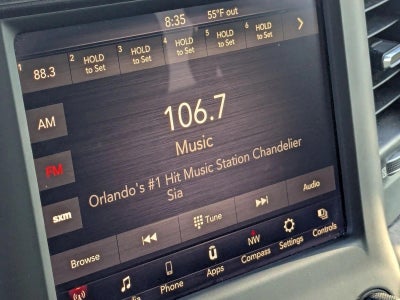 8:35 55°F out
1 88.3 2 HOLD to Set 3 HOLD to Set 4 HOLD to Set 5 HOLD to Set 6 HOLD to Set
AM
106.7
FM
Music
Orlando's #1 Hit Music Station Chandelier
Sia
sxm
Browse Tune Audio
Phone Apps NW Compass Settings Controls